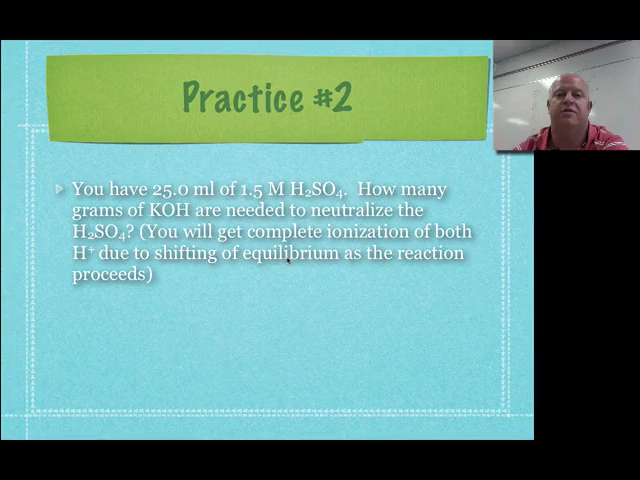 Practice #2
You have 25.0 ml of 1.5 M H₂SO₄. How many
grams of KOH are needed to neutralize the
H₂SO₄? (You will get complete ionization of both
H⁺ due to shifting of equilibrium as the reaction
proceeds)